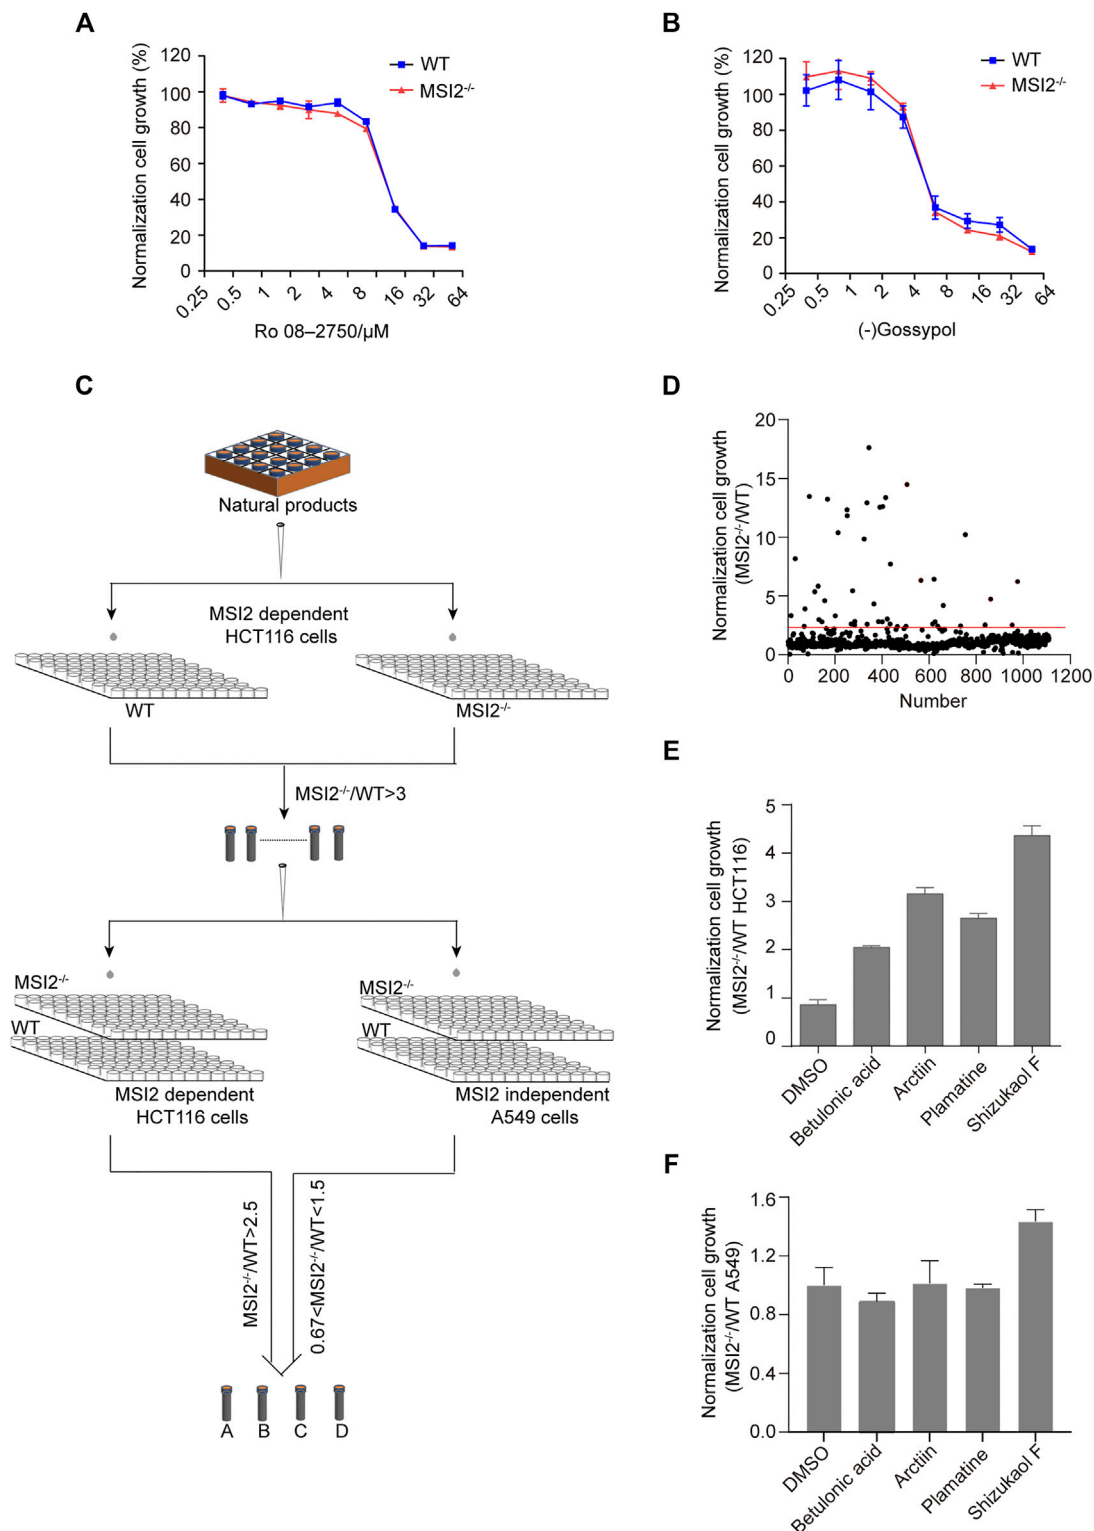 A
Normalization cell growth (%)
120
100
80
60
40
20
0
0.25
0.5
1
2
4
8
16
32
64
WT
MSI2-/-
Ro 08–2750/μM
B
Normalization cell growth (%)
120
100
80
60
40
20
0
0.25
0.5
1
2
4
8
16
32
64
WT
MSI2-/-
(-)Gossypol
C
Natural products
MSI2 dependent
HCT116 cells
WT
MSI2-/-
MSI2-/-/WT>3
MSI2-/-
WT
MSI2-/-
WT
MSI2 dependent
HCT116 cells
MSI2 independent
A549 cells
MSI2-/-/WT>2.5
0.67<MSI2-/-/WT<1.5
A
B
C
D
D
Normalization cell growth
(MSI2-/-/WT)
20
15
10
5
0
0
200
400
600
800
1000
1200
Number
E
Normalization cell growth
(MSI2-/-/WT HCT116)
5
4
3
2
1
0
DMSO
Betulonic acid
Arctiin
Plamatine
Shizukaol F
F
Normalization cell growth
(MSI2-/-/WT A549)
1.6
1.2
0.8
0.4
0.0
DMSO
Betulonic acid
Arctiin
Plamatine
Shizukaol F